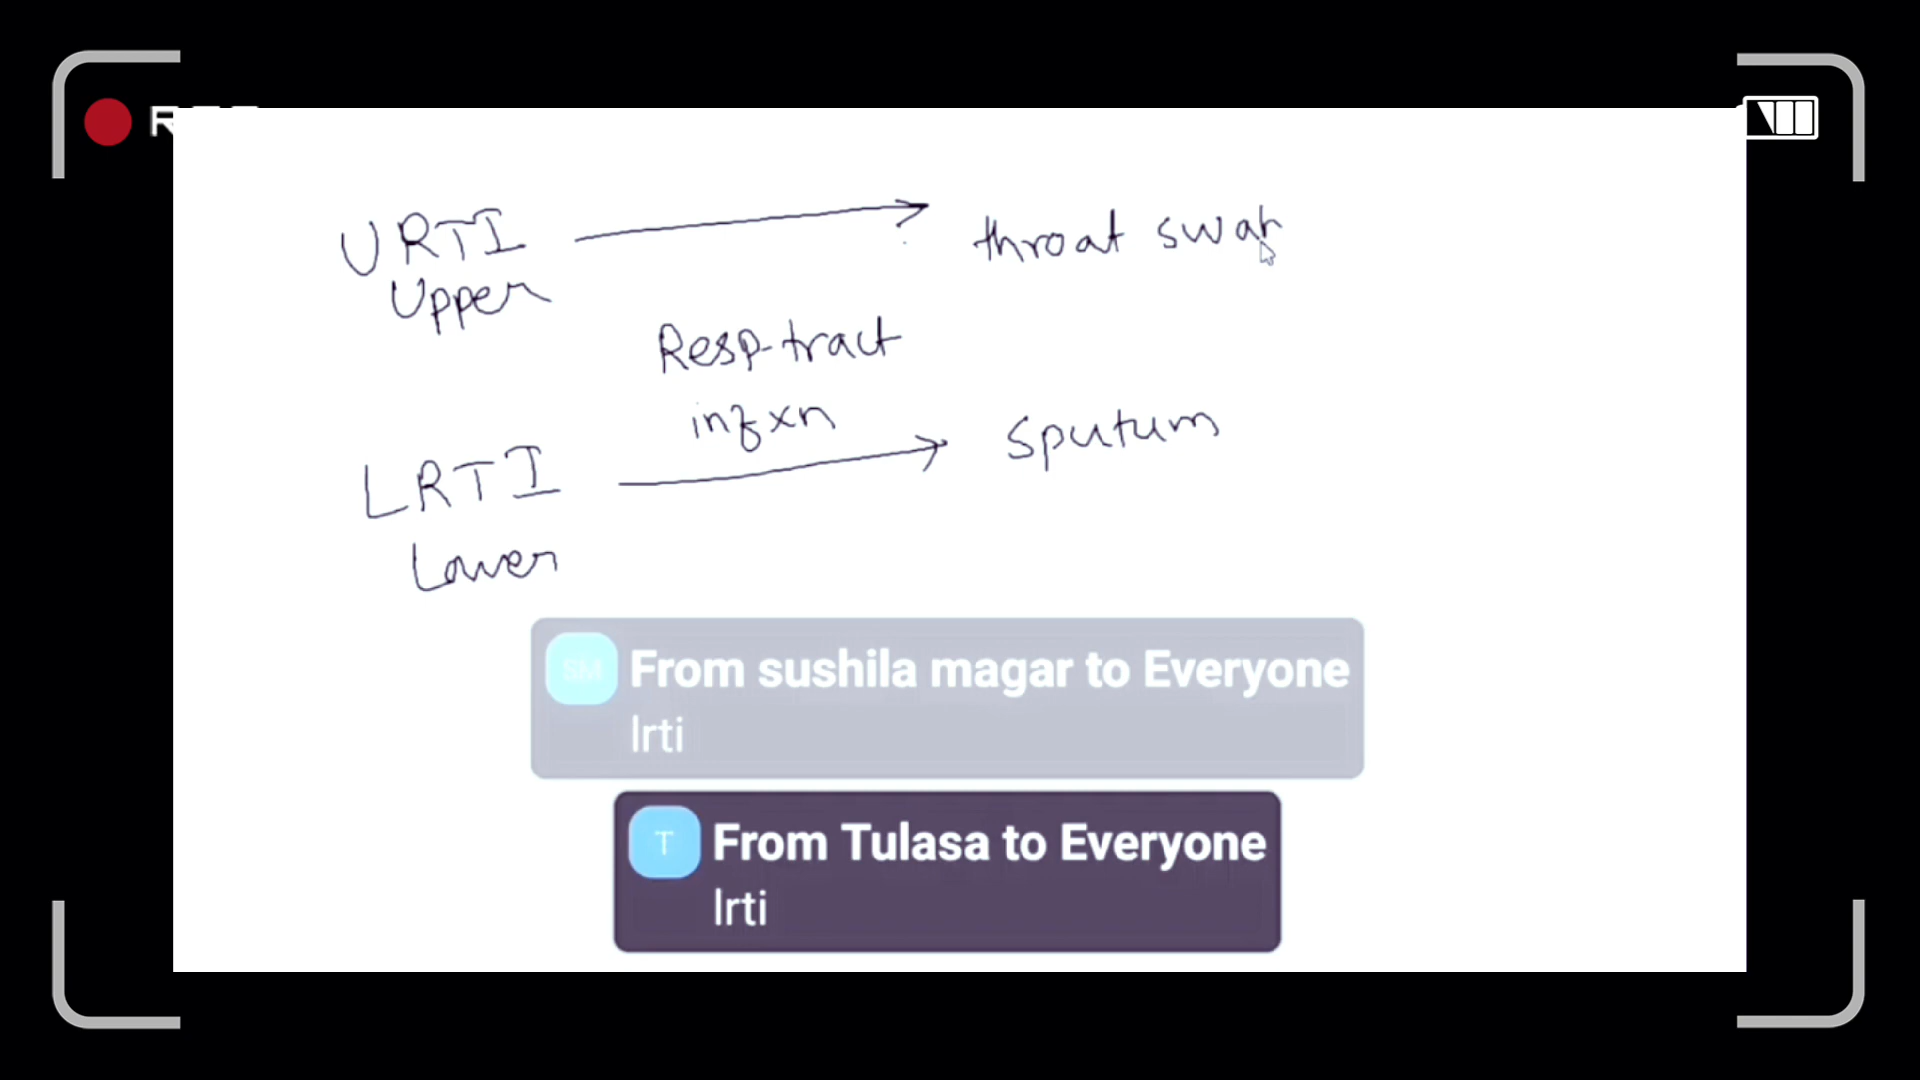 URTI → throat swab
Upper
Resp. tract
infxn
LRTI → sputum
Lower
SM From sushila magar to Everyone
lrti
T From Tulasa to Everyone
lrti